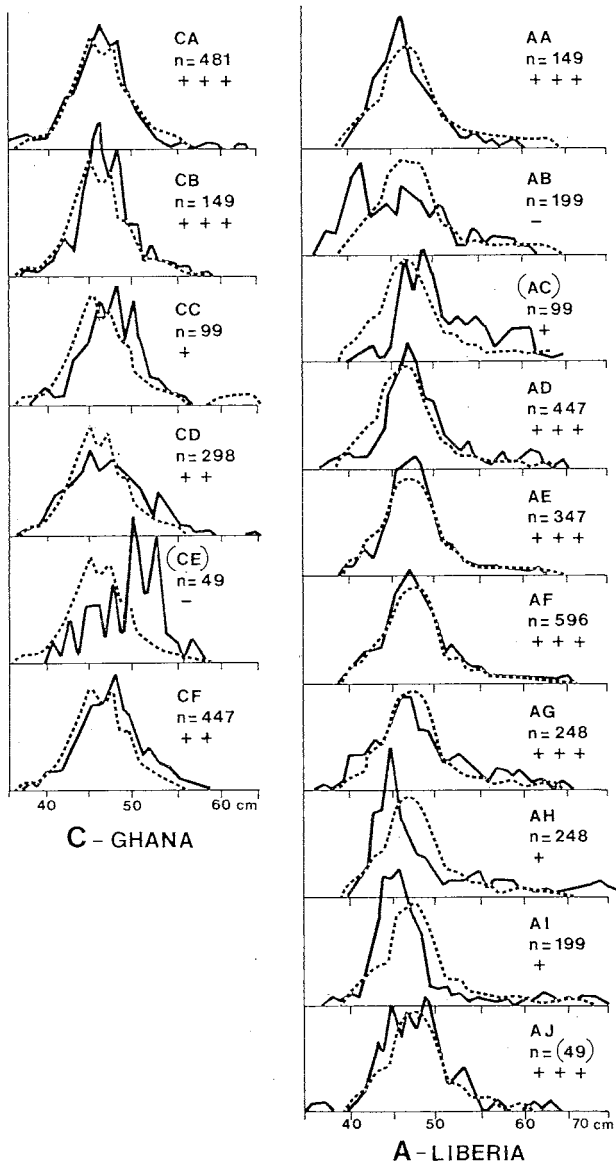 CA
n=481
+ + +
CB
n=149
+ + +
CC
n=99
+
CD
n=298
+ +
(CE)
n=49
–
CF
n=447
+ +
40 50 60 cm
C - GHANA
AA
n=149
+ + +
AB
n=199
–
(AC)
n=99
+
AD
n=447
+ + +
AE
n=347
+ + +
AF
n=596
+ + +
AG
n=248
+ + +
AH
n=248
+
AI
n=199
+
AJ
n=(49)
+ + +
40 50 60 70 cm
A - LIBERIA